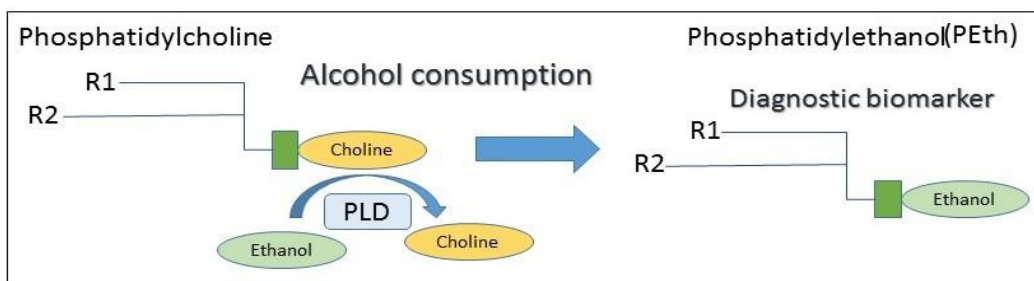 Phosphatidylcholine
Phosphatidylethanol(PEth)
Alcohol consumption
Diagnostic biomarker
R1
R2
R1
R2
Choline
Ethanol
PLD
Ethanol
Choline